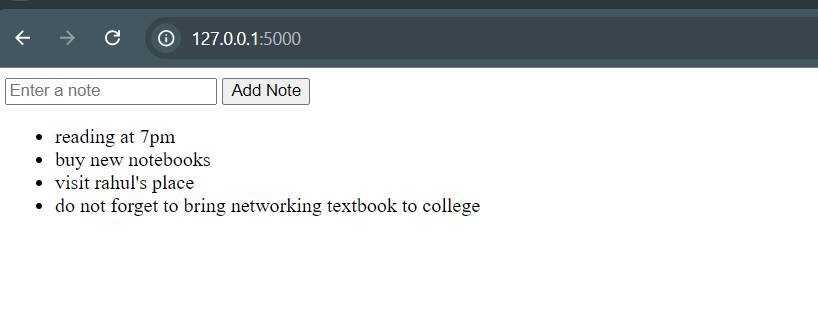 127.0.0.1:5000
Enter a note Add Note
reading at 7pm
buy new notebooks
visit rahul's place
do not forget to bring networking textbook to college